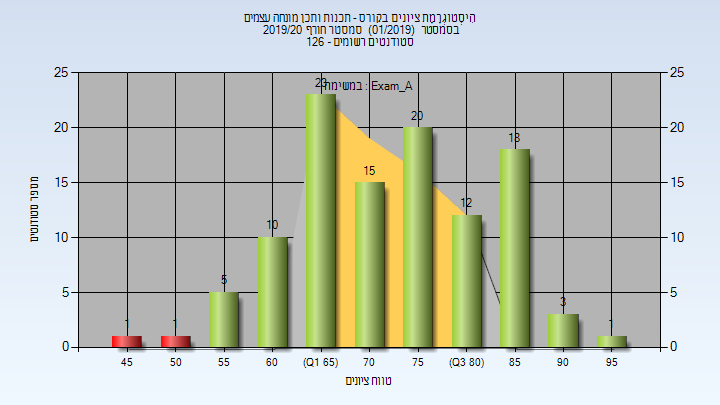 היסטוגרמת ציונים בקורס - תכנות ותכן מונחה עצמים
בסמסטר (01/2019) סמסטר חורף 2019/20
סטודנטים רשומים - 126
במשימה : Exam_A
25 25
20 20
15 15
10 10
5 5
0 0
1 1 5 10 23 15 20 12 18 3 1
45 50 55 60 (Q1 65) 70 75 (Q3 80) 85 90 95
טווח ציונים
מספר סטודנטים